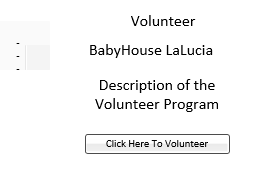 Volunteer
BabyHouse LaLucia
Description of the
Volunteer Program
Click Here To Volunteer